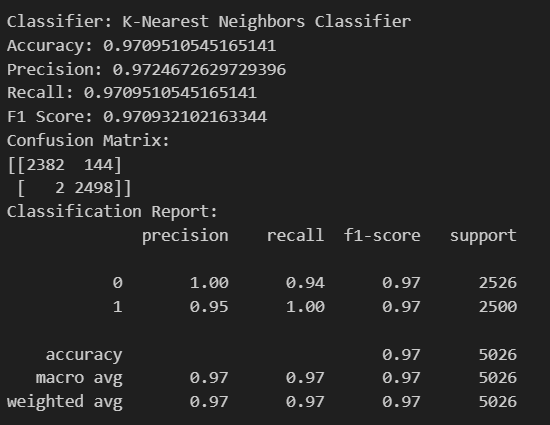 Classifier: K-Nearest Neighbors Classifier
Accuracy: 0.9709510545165141
Precision: 0.9724672629729396
Recall: 0.9709510545165141
F1 Score: 0.970932102163344
Confusion Matrix:
[[2382  144]
 [   2 2498]]
Classification Report:
              precision    recall  f1-score   support

           0       1.00      0.94      0.97      2526
           1       0.95      1.00      0.97      2500

    accuracy                           0.97      5026
   macro avg       0.97      0.97      0.97      5026
weighted avg       0.97      0.97      0.97      5026